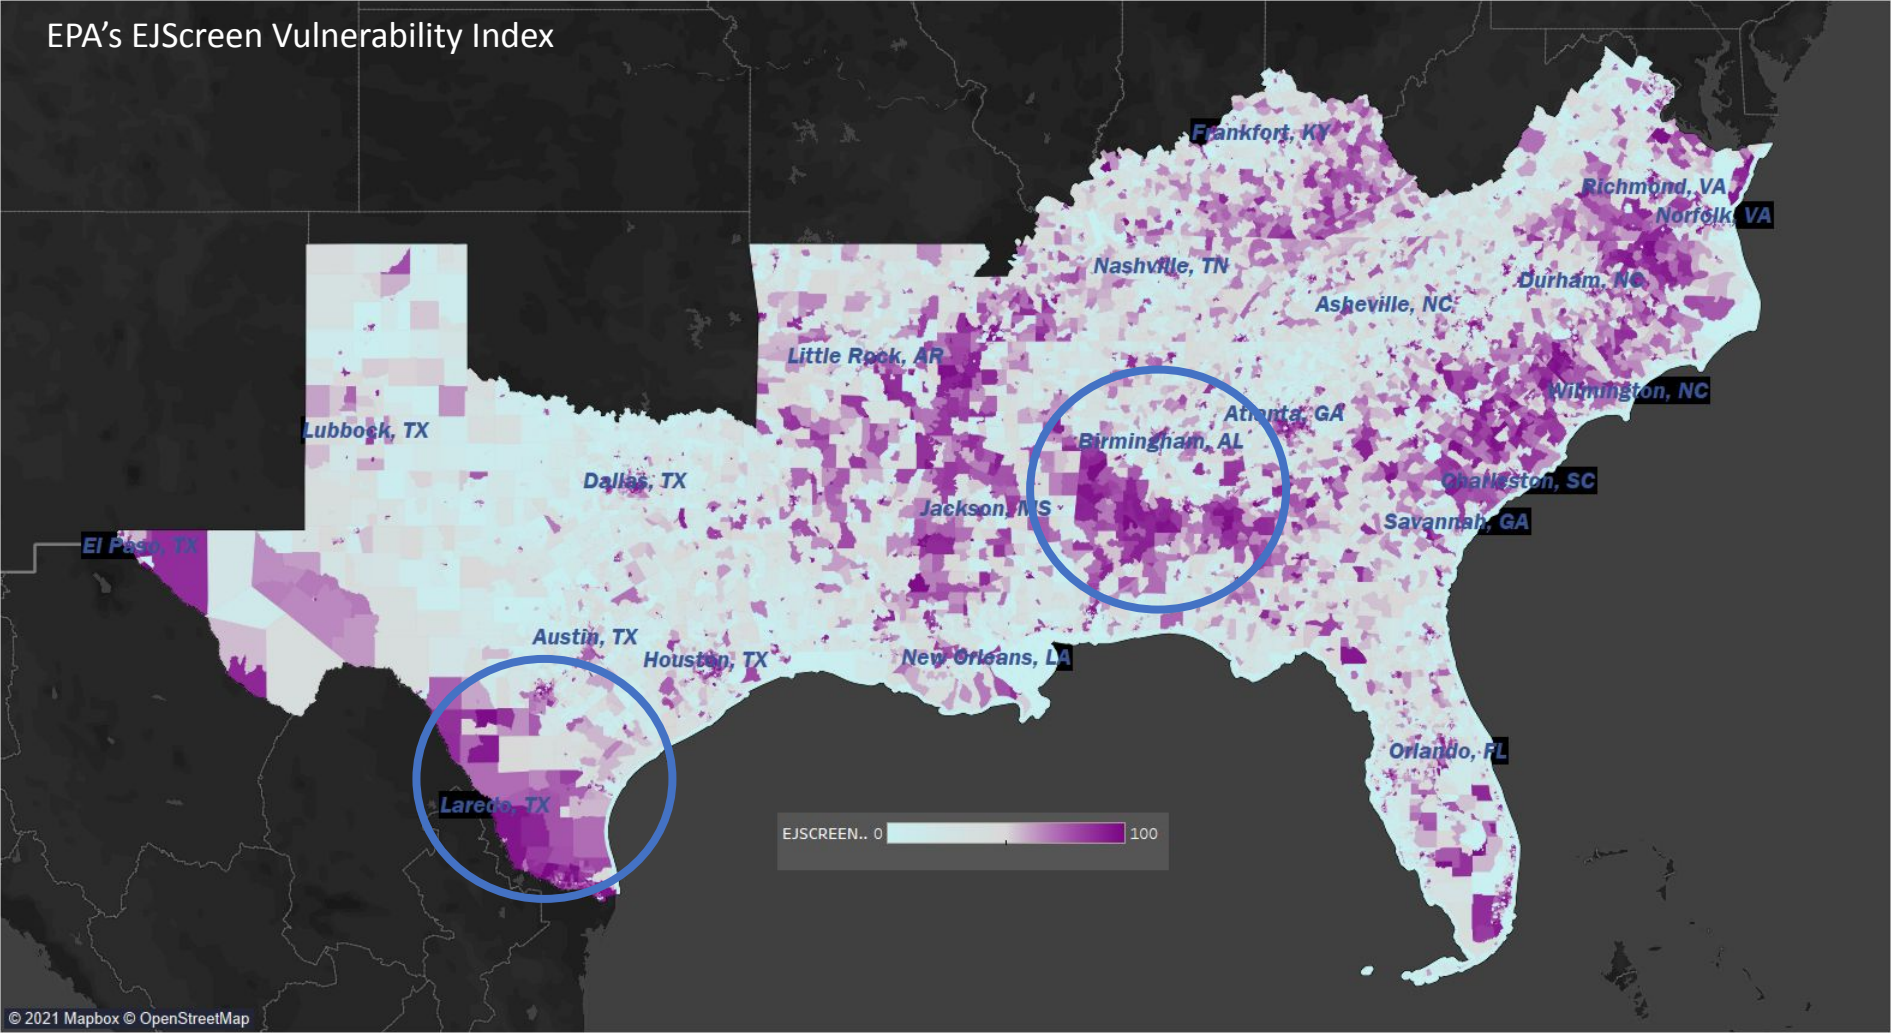 EPA's EJScreen Vulnerability Index
Frankfort, KY
Richmond, VA
Norfolk, VA
Nashville, TN
Durham, NC
Asheville, NC
Little Rock, AR
Wilmington, NC
Atlanta, GA
Lubbock, TX
Birmingham, AL
Dallas, TX
Charleston, SC
Jackson, MS
Savannah, GA
El Paso, TX
Austin, TX
Houston, TX
New Orleans, LA
Orlando, FL
Laredo, TX
EJSCREEN.. 0 100
© 2021 Mapbox © OpenStreetMap